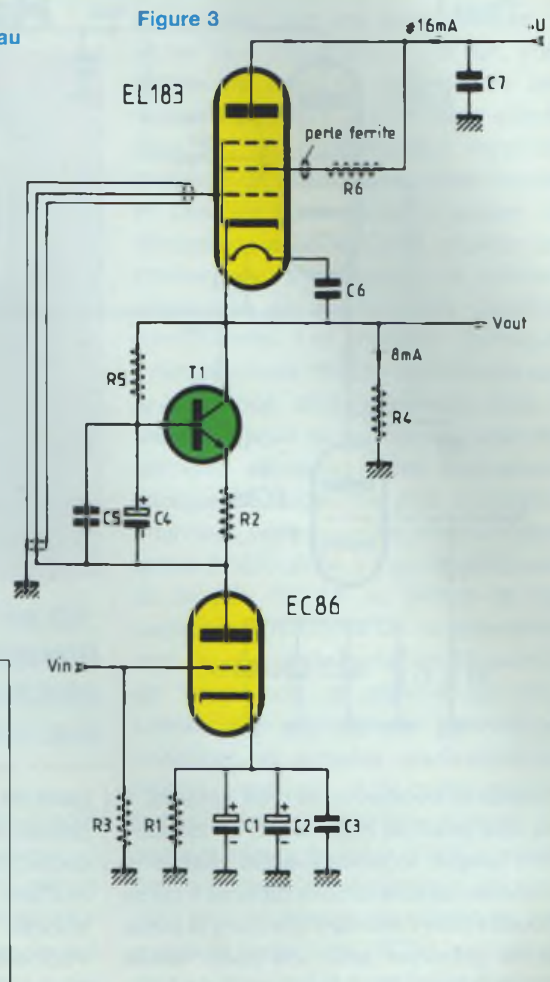 au
Figure 3
#16mA
U
C7
EL183
perle ferrite
R6
C6
Vout
8mA
R5
T1
R4
C5
C4
+
R2
EC86
Vin
R3
R1
+
C1
-
+
C2
-
C3